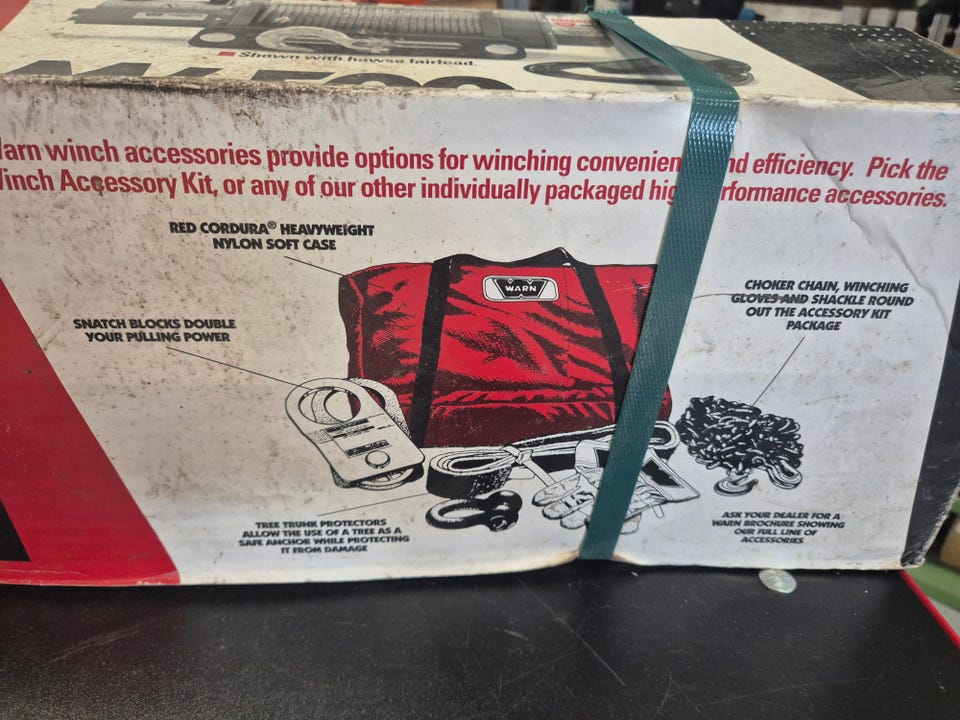 Shown with hawse fairlead.
arn winch accessories provide options for winching convenien nd efficiency. Pick the
inch Accessory Kit, or any of our other individually packaged hig rformance accessories.
RED CORDURA® HEAVYWEIGHT
NYLON SOFT CASE
WARN
CHOKER CHAIN, WINCHING
GLOVES AND SHACKLE ROUND
OUT THE ACCESSORY KIT
PACKAGE
SNATCH BLOCKS DOUBLE
YOUR PULLING POWER
TREE TRUNK PROTECTORS
ALLOW THE USE OF A TREE AS A
SAFE ANCHOR WHILE PROTECTING
IT FROM DAMAGE
ASK YOUR DEALER FOR A
WARN BROCHURE SHOWING
OUR FULL LINE OF
ACCESSORIES